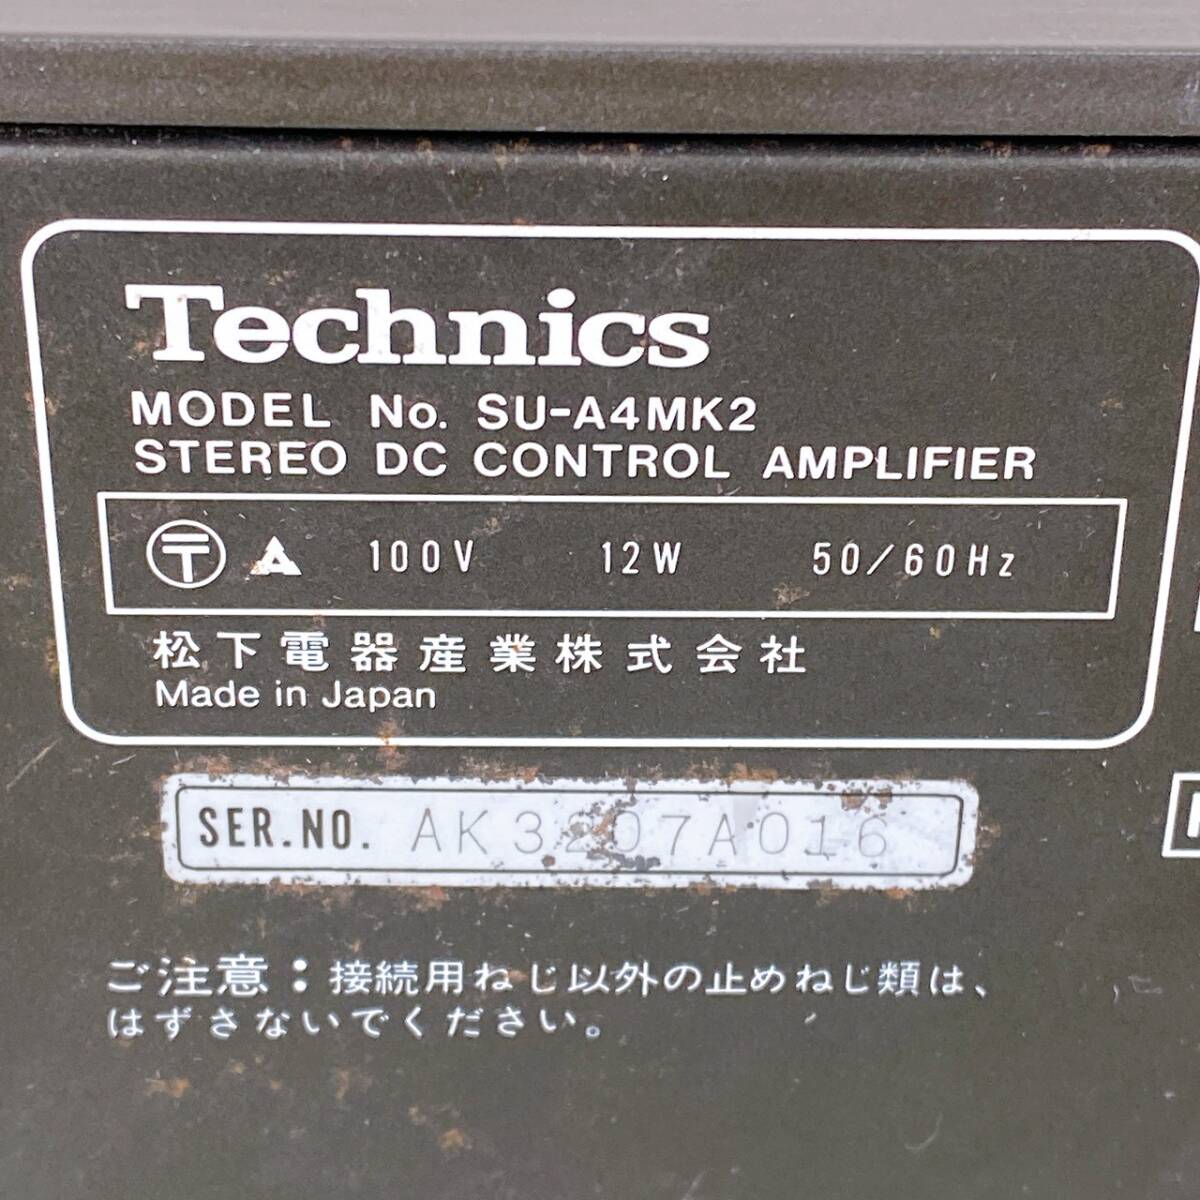 Technics
MODEL No. SU-A4MK2
STEREO DC CONTROL AMPLIFIER
100V 12W 50/60Hz
松下電器産業株式会社
Made in Japan
SER.NO. AK3207A016
ご注意：接続用ねじ以外の止めねじ類は、
はずさないでください。